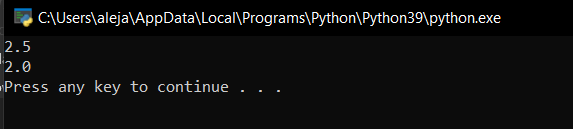 C:\Users\aleja\AppData\Local\Programs\Python\Python39\python.exe
2.5
2.0
Press any key to continue . . .